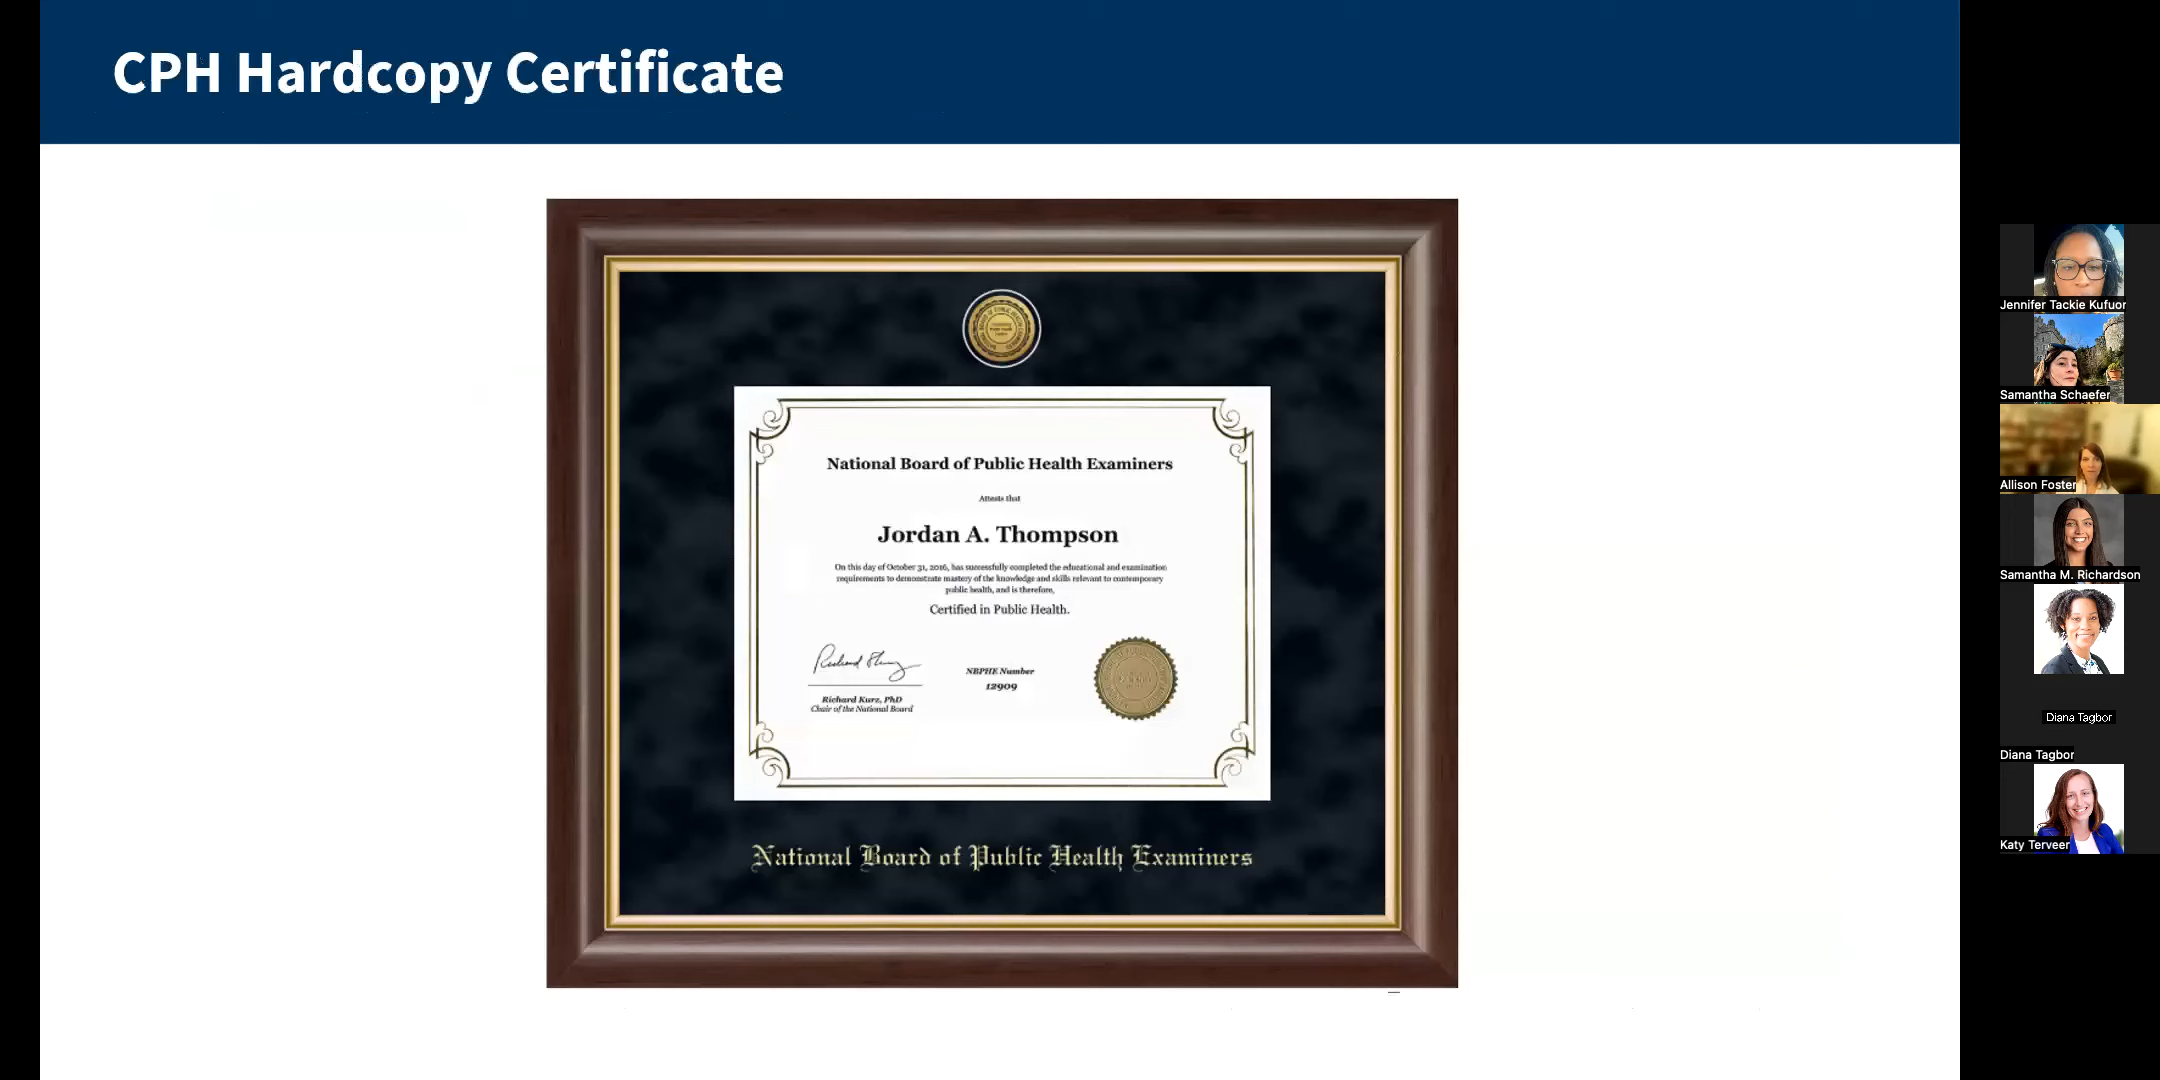 CPH Hardcopy Certificate
National Board of Public Health Examiners
Attests that
Jordan A. Thompson
On this day of October 31, 2016, has successfully completed the educational and examination
requirements to demonstrate mastery of the knowledge and skills relevant to contemporary
public health, and is therefore,
Certified in Public Health.
Richard Kurz, PhD
Chair of the National Board
NBPHE Number
12909
National Board of Public Health Examiners
Jennifer Tackie Kufuor
Samantha Schaefer
Allison Foster
Samantha M. Richardson
Diana Tagbor
Diana Tagbor
Katy Terveer